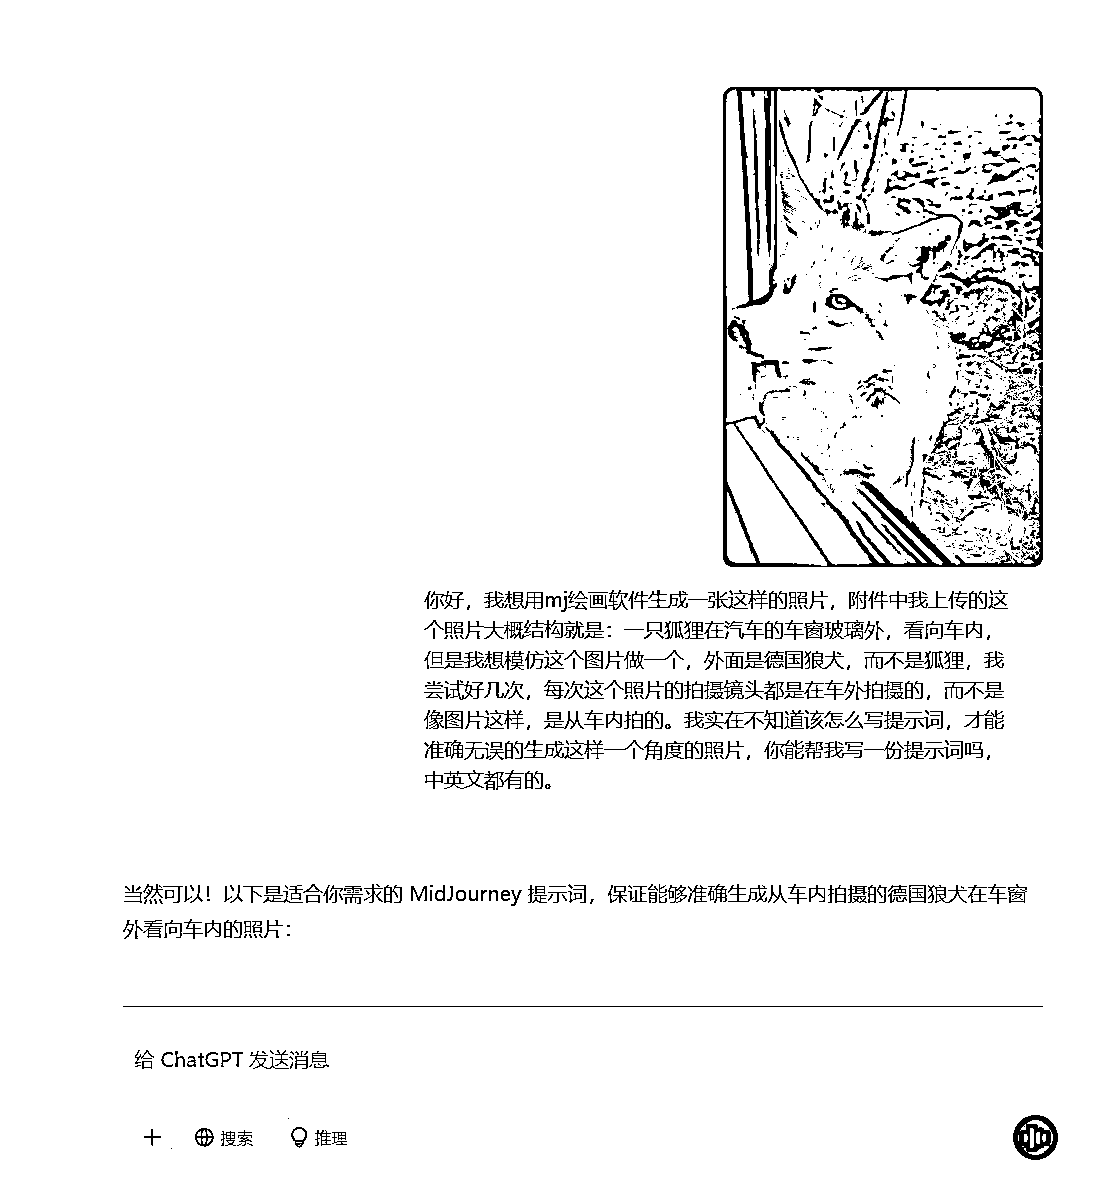 你好，我想用mj绘画软件生成一张这样的照片，附件中我上传的这
个照片大概结构就是：一只狐狸在汽车的车窗玻璃外，看向车内，
但是我想模仿这个图片做一个，外面是德国狼犬，而不是狐狸，我
尝试好几次，每次这个照片的拍摄镜头都是在车外拍摄的，而不是
像图片这样，是从车内拍的。我实在不知道该怎么写提示词，才能
准确无误的生成这样一个角度的照片，你能帮我写一份提示词吗，
中英文都有的。
当然可以！以下是适合你需求的 MidJourney 提示词，保证能够准确生成从车内拍摄的德国狼犬在车窗
外看向车内的照片：
给 ChatGPT 发送消息
搜索 推理